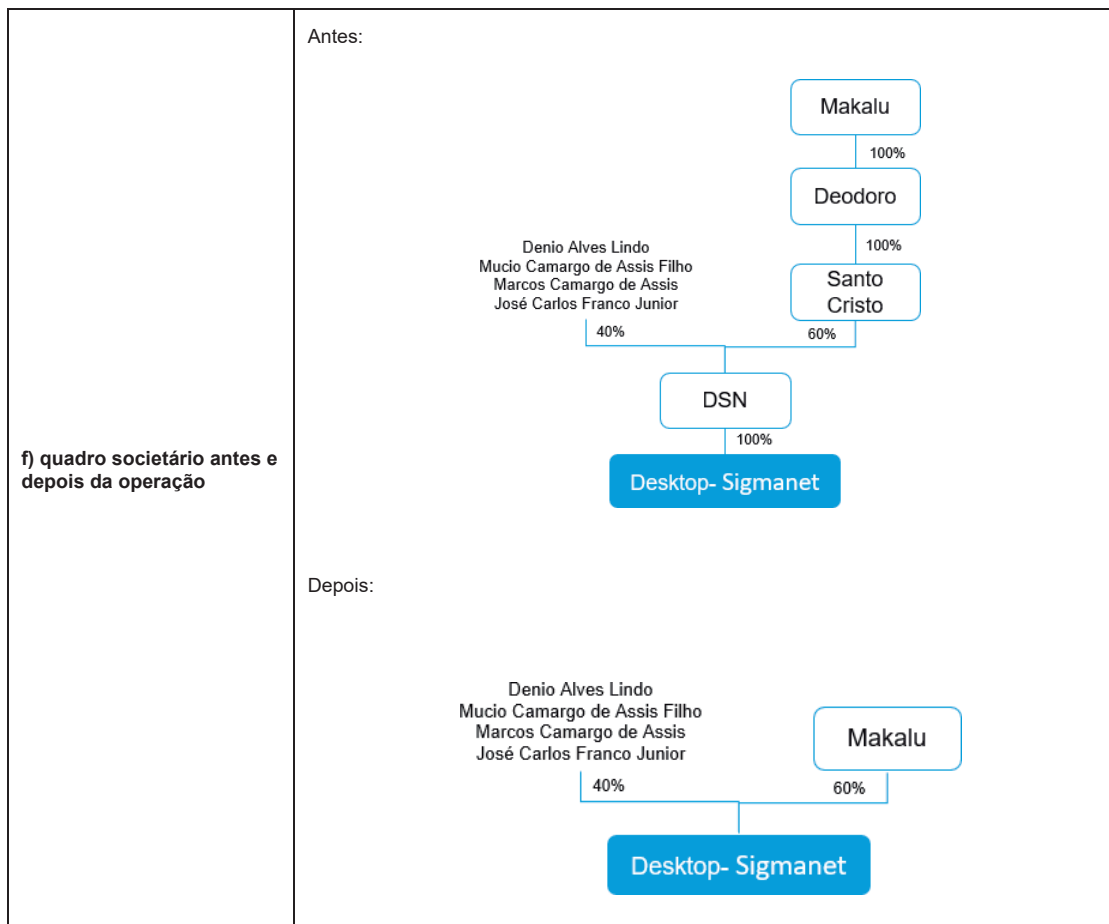 f) quadro societário antes e
depois da operação
Antes:
Makalu
100%
Deodoro
100%
Santo
Cristo
Denio Alves Lindo
Mucio Camargo de Assis Filho
Marcos Camargo de Assis
José Carlos Franco Junior
40%
60%
DSN
100%
Desktop- Sigmanet
Depois:
Denio Alves Lindo
Mucio Camargo de Assis Filho
Marcos Camargo de Assis
José Carlos Franco Junior
Makalu
40%
60%
Desktop- Sigmanet